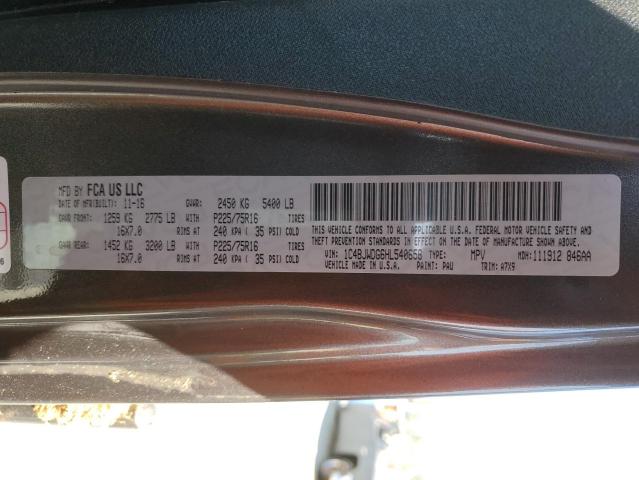 MFD BY FCA US LLC
DATE OF MFR(BUILT): 11-16 GVWR: 2450 KG 5400 LB
GAWR FRONT: 1259 KG 2775 LB WITH P225/75R16 TIRES
16X7.0 RIMS AT 240 KPA ( 35 PSI) COLD
GAWR REAR: 1452 KG 3200 LB WITH P225/75R16 TIRES
16X7.0 RIMS AT 240 KPA ( 35 PSI) COLD
THIS VEHICLE CONFORMS TO ALL APPLICABLE U.S.A. FEDERAL MOTOR VEHICLE SAFETY AND
THEFT PREVENTION STANDARDS IN EFFECT ON THE DATE OF MANUFACTURE SHOWN ABOVE.
VIN: 1C4BJWDG6HL540656 TYPE: MPV MDH: 111912 846AA
VEHICLE MADE IN U.S.A. PAINT: PAU TRIM: A7X9
6